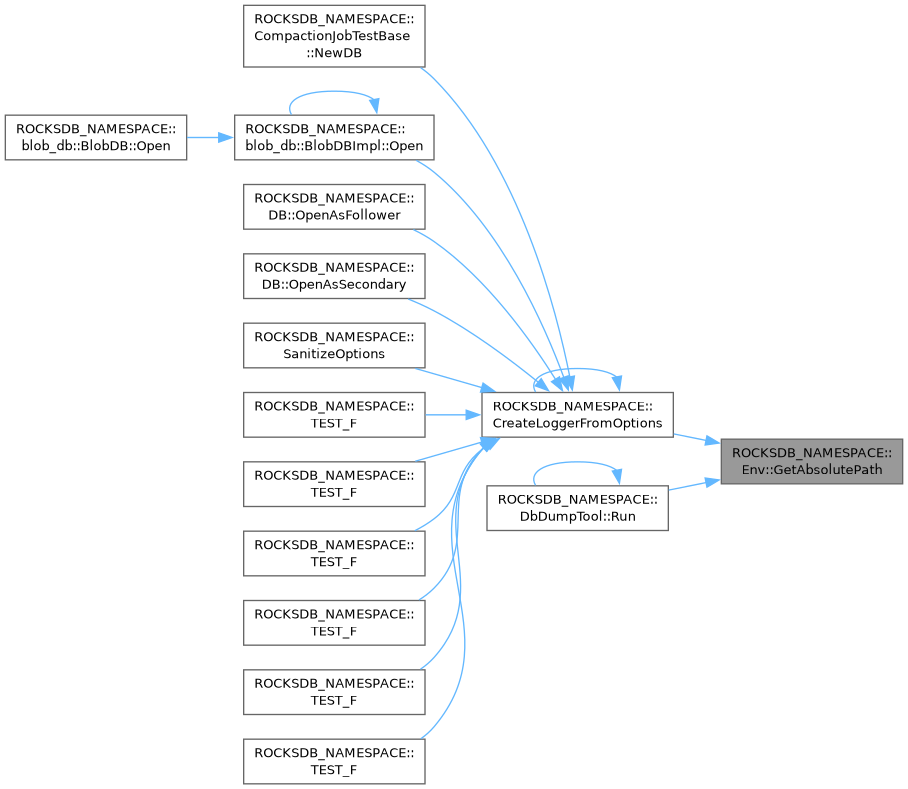 ROCKSDB_NAMESPACE::
CompactionJobTestBase
::NewDB
ROCKSDB_NAMESPACE::
blob_db::BlobDB::Open
ROCKSDB_NAMESPACE::
blob_db::BlobDBImpl::Open
ROCKSDB_NAMESPACE::
DB::OpenAsFollower
ROCKSDB_NAMESPACE::
DB::OpenAsSecondary
ROCKSDB_NAMESPACE::
SanitizeOptions
ROCKSDB_NAMESPACE::
TEST_F
ROCKSDB_NAMESPACE::
TEST_F
ROCKSDB_NAMESPACE::
TEST_F
ROCKSDB_NAMESPACE::
TEST_F
ROCKSDB_NAMESPACE::
TEST_F
ROCKSDB_NAMESPACE::
TEST_F
ROCKSDB_NAMESPACE::
CreateLoggerFromOptions
ROCKSDB_NAMESPACE::
DbDumpTool::Run
ROCKSDB_NAMESPACE::
Env::GetAbsolutePath